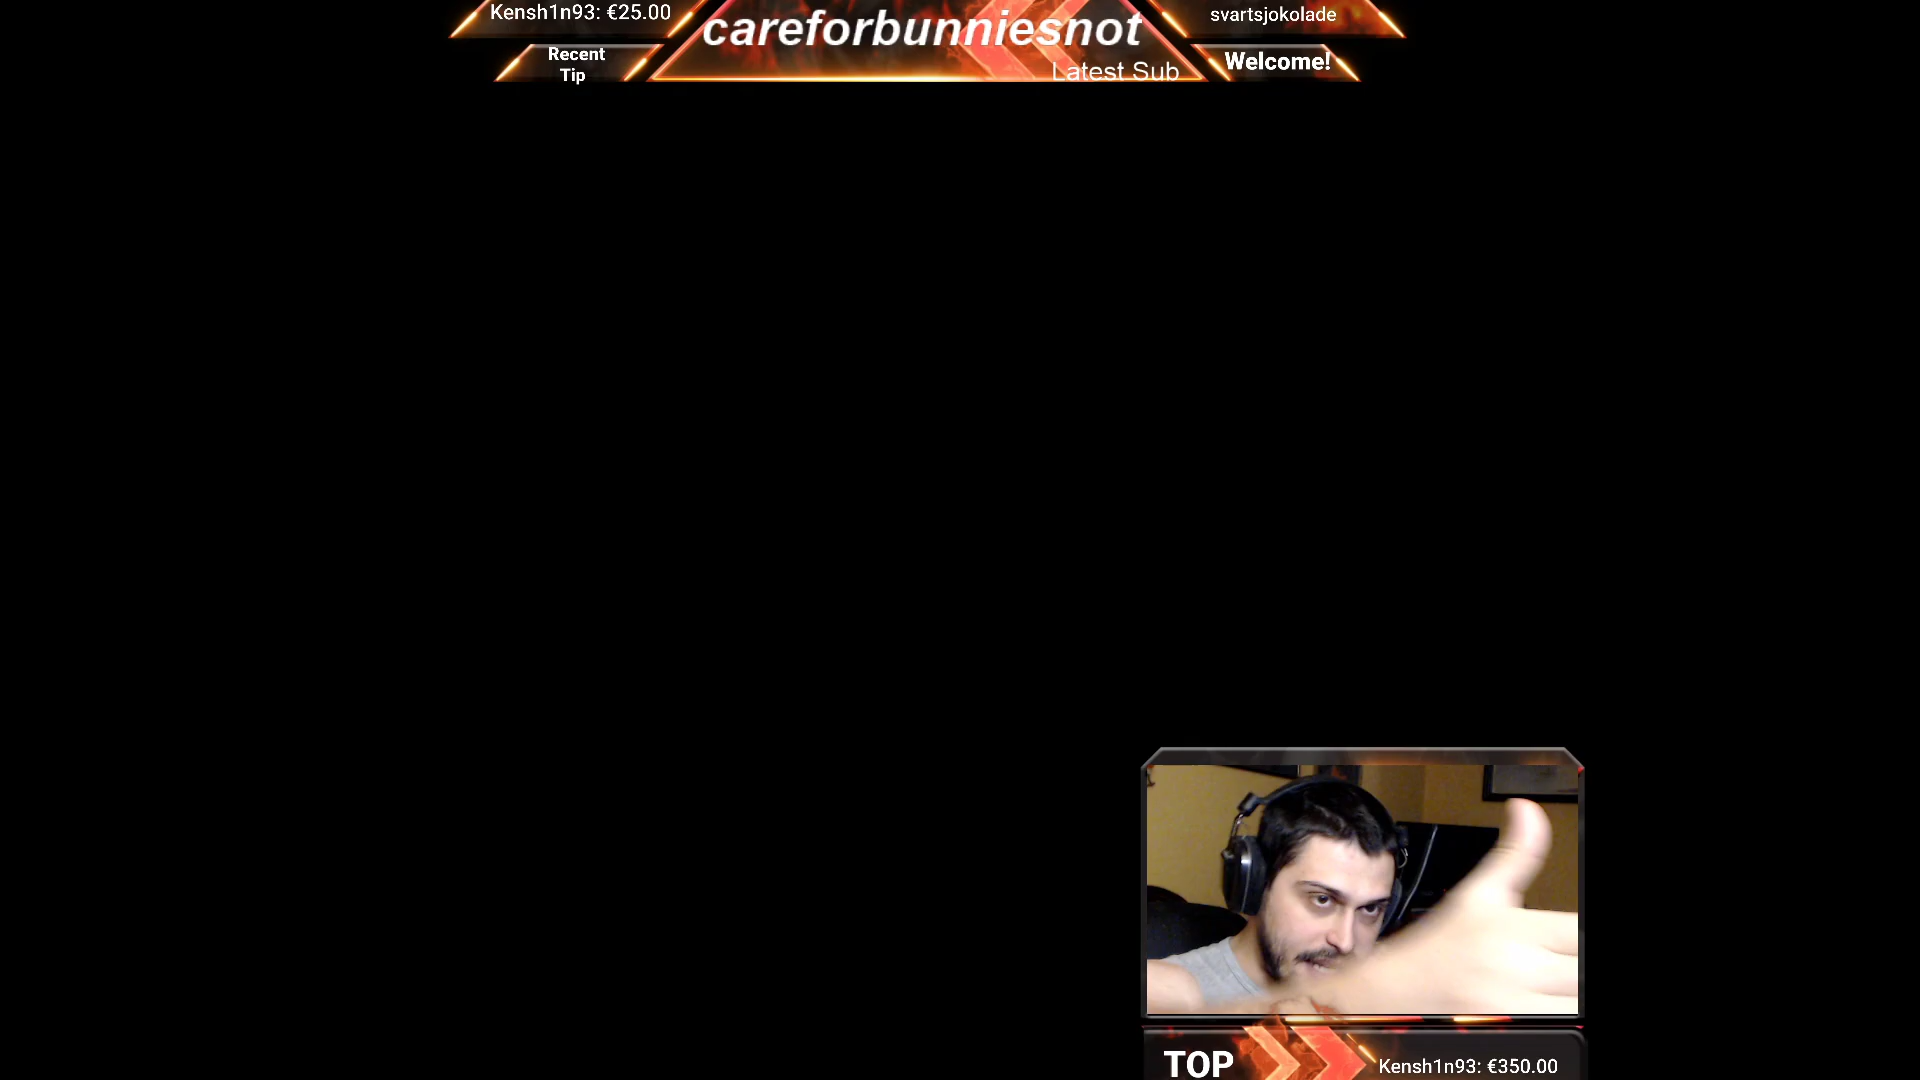 Kensh1n93: €25.00
Recent
Tip
careforbunniesnot
Latest Sub
svartsjokolade
Welcome!
TOP
Kensh1n93: €350.00